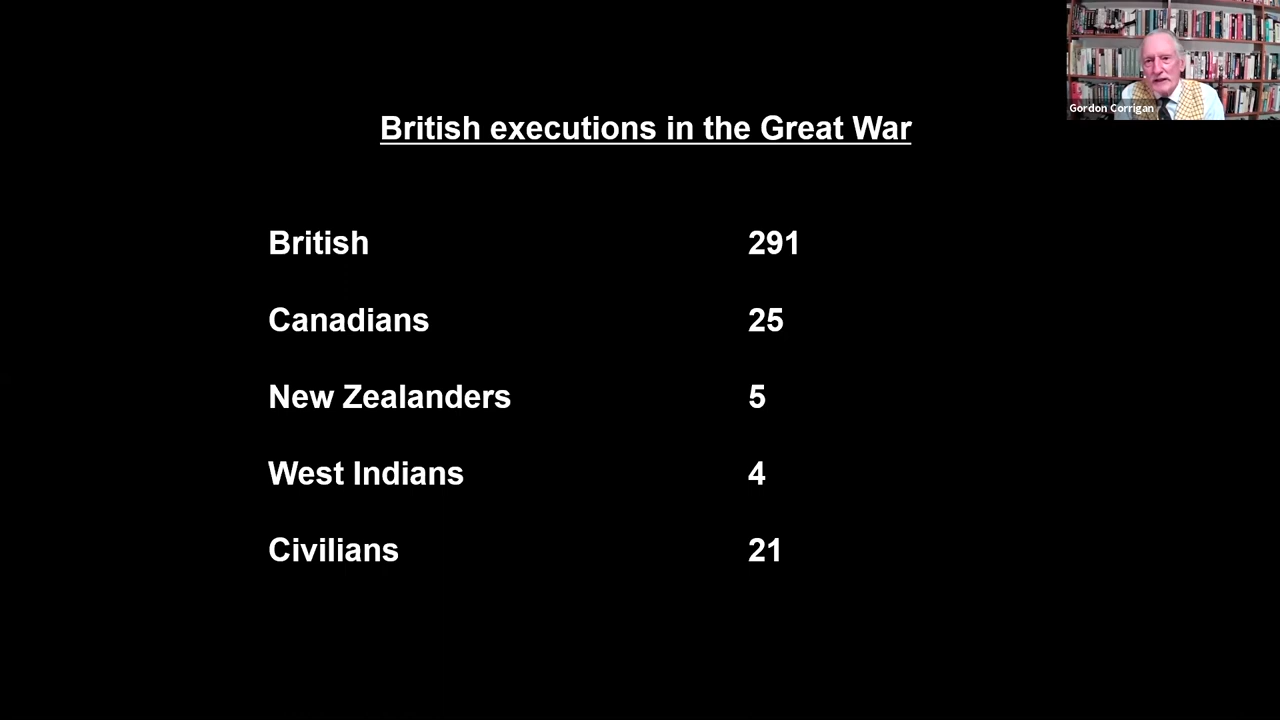 Gordon Corrigan
British executions in the Great War
British 291
Canadians 25
New Zealanders 5
West Indians 4
Civilians 21